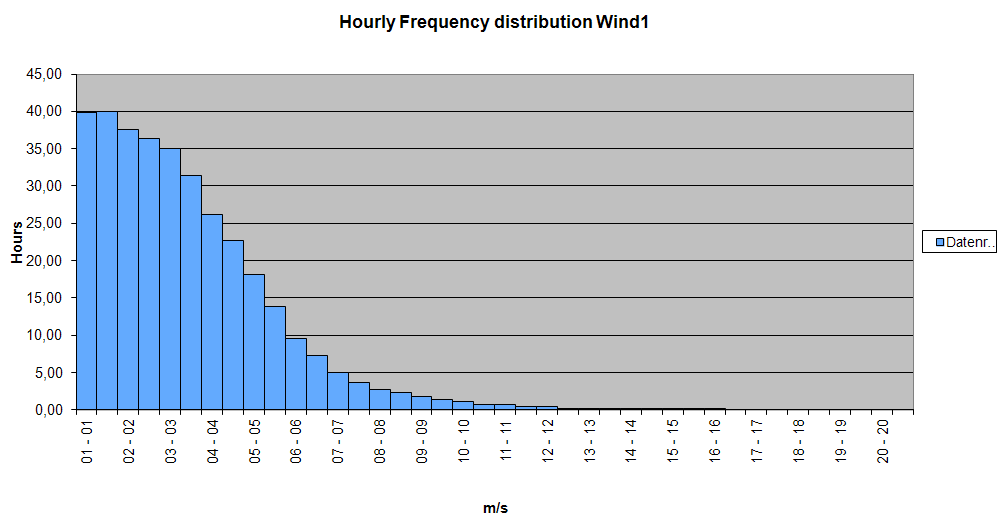 Hourly Frequency distribution Wind1
45,00
40,00
35,00
30,00
25,00
20,00
15,00
10,00
5,00
0,00
Hours
01 - 01
02 - 02
03 - 03
04 - 04
05 - 05
06 - 06
07 - 07
08 - 08
09 - 09
10 - 10
11 - 11
12 - 12
13 - 13
14 - 14
15 - 15
16 - 16
17 - 17
18 - 18
19 - 19
20 - 20
m/s
Datenr..